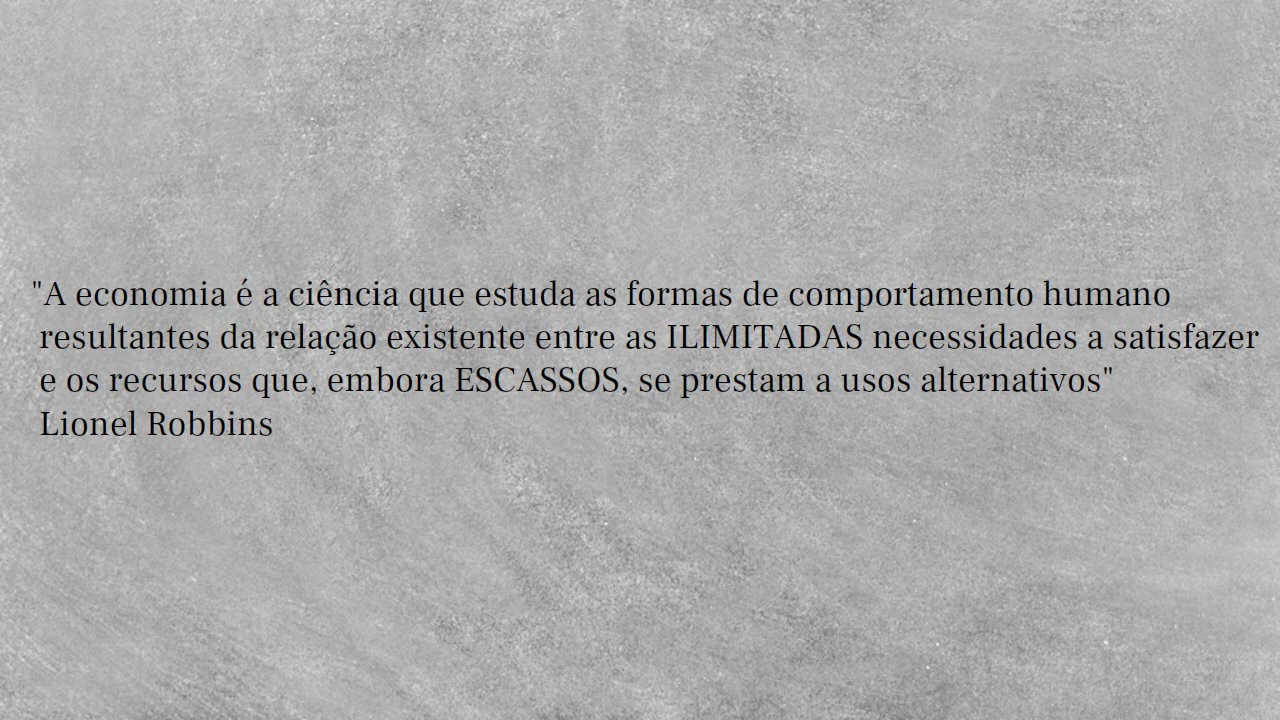 "A economia é a ciência que estuda as formas de comportamento humano
resultantes da relação existente entre as ILIMITADAS necessidades a satisfazer
e os recursos que, embora ESCASSOS, se prestam a usos alternativos"
Lionel Robbins